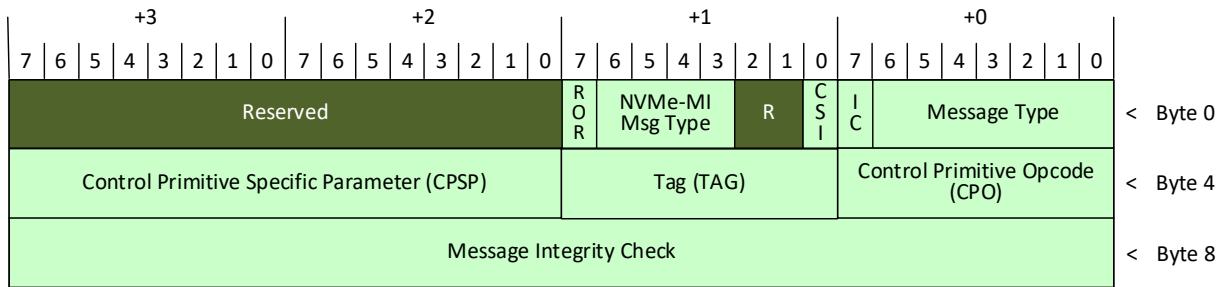 +3 +2 +1 +0
7 6 5 4 3 2 1 0 7 6 5 4 3 2 1 0 7 6 5 4 3 2 1 0 7 6 5 4 3 2 1 0
Reserved
ROR
NVMe-MI
Msg Type
R
CSI
IC
Message Type
< Byte 0
Control Primitive Specific Parameter (CPSP)
Tag (TAG)
Control Primitive Opcode
(CPO)
< Byte 4
Message Integrity Check
< Byte 8